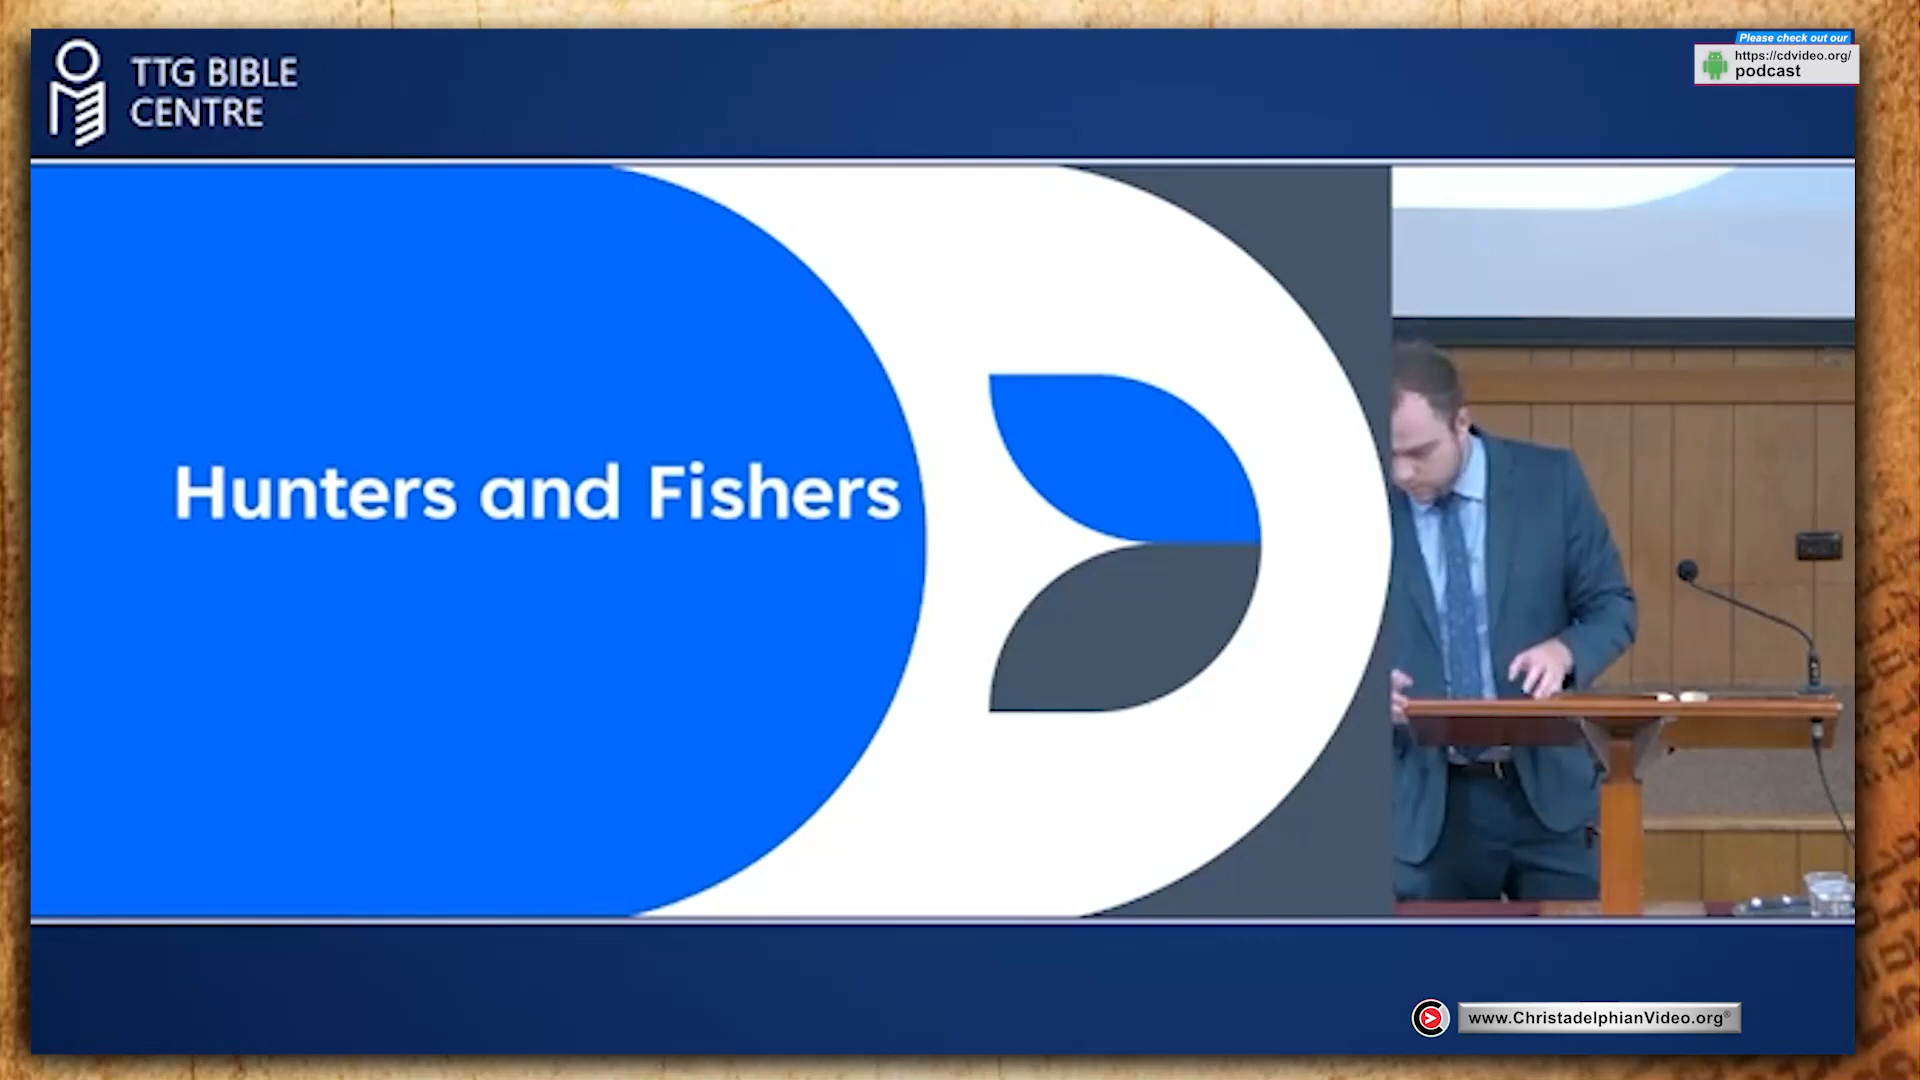 TTG BIBLE
CENTRE
Please check out our
https://cdvideo.org/
podcast
Hunters and Fishers
www.ChristadelphianVideo.org®